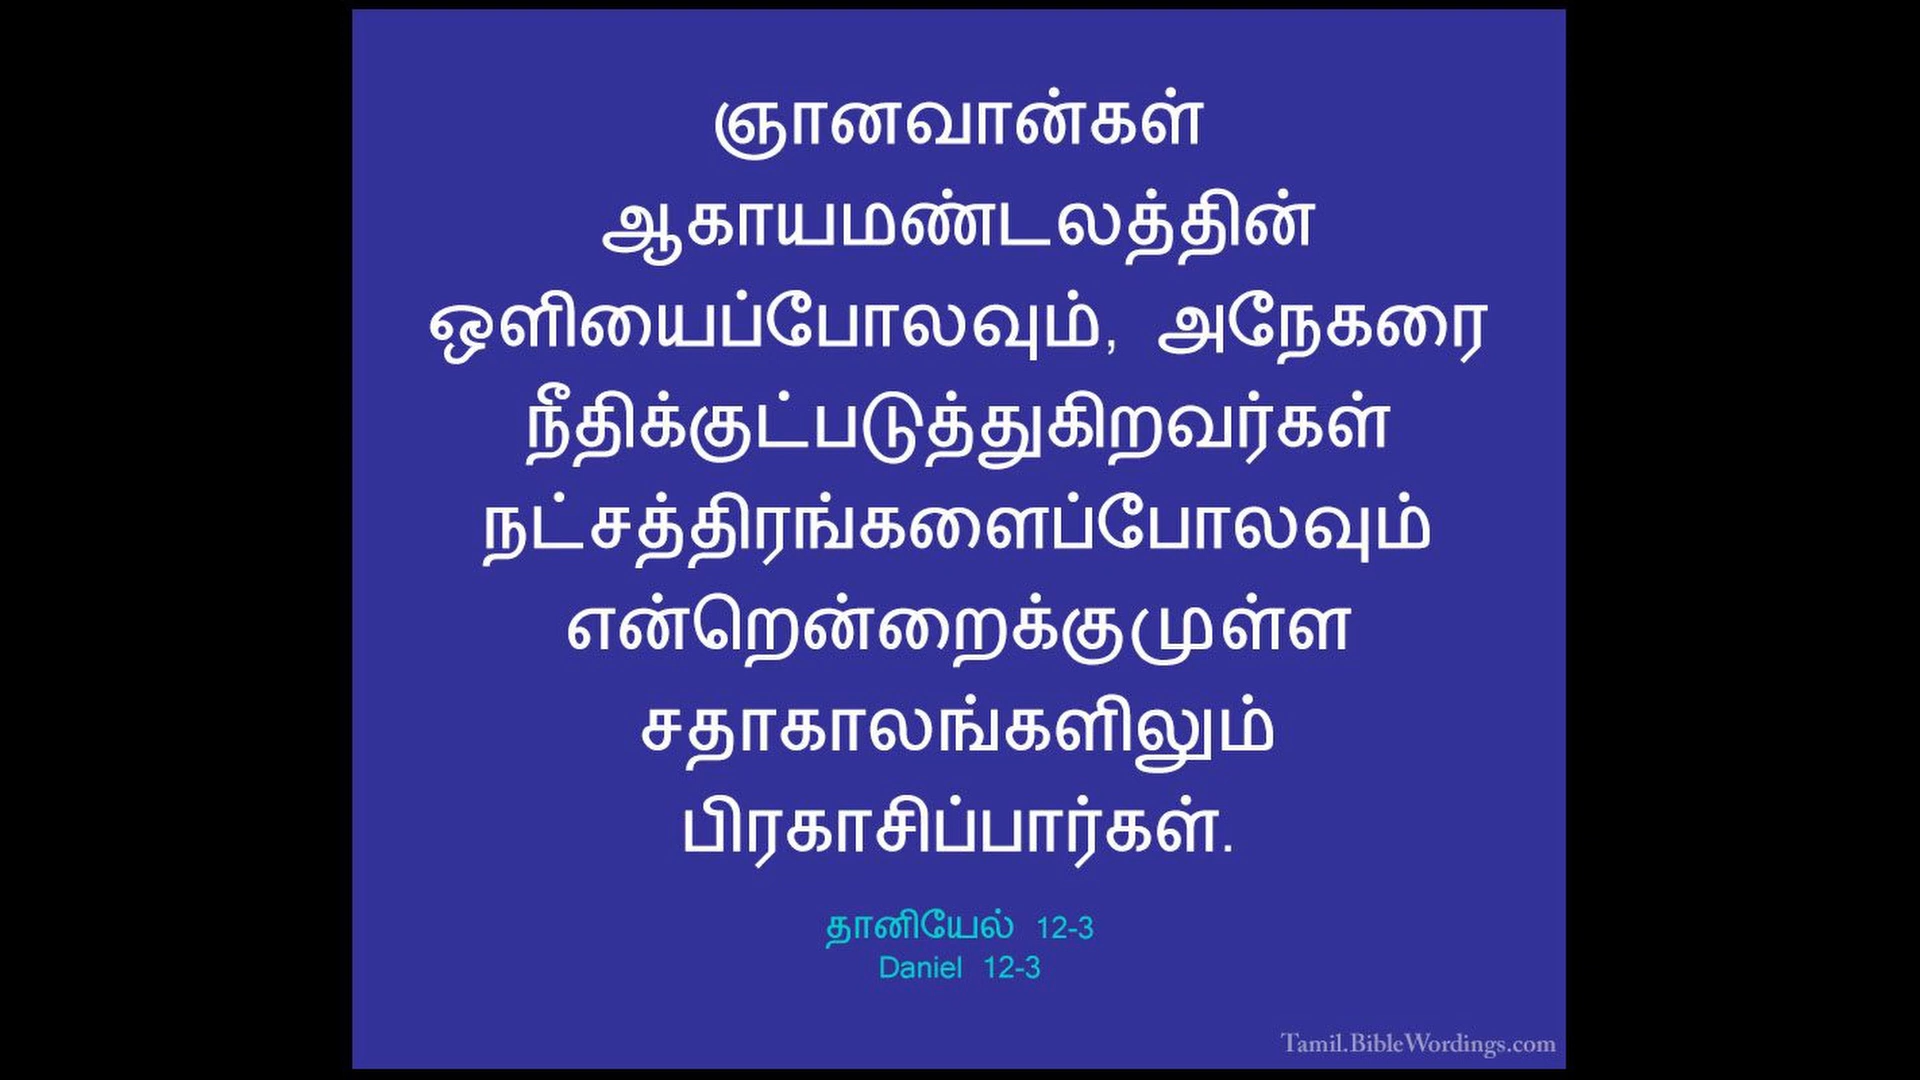 ஞானவான்கள்
ஆகாயமண்டலத்தின்
ஒளியைப்போலவும், அநேகரை
நீதிக்குட்படுத்துகிறவர்கள்
நட்சத்திரங்களைப்போலவும்
என்றென்றைக்குமுள்ள
சதாகாலங்களிலும்
பிரகாசிப்பார்கள்.
தானியேல் 12-3
Daniel 12-3
Tamil.BibleWordings.com